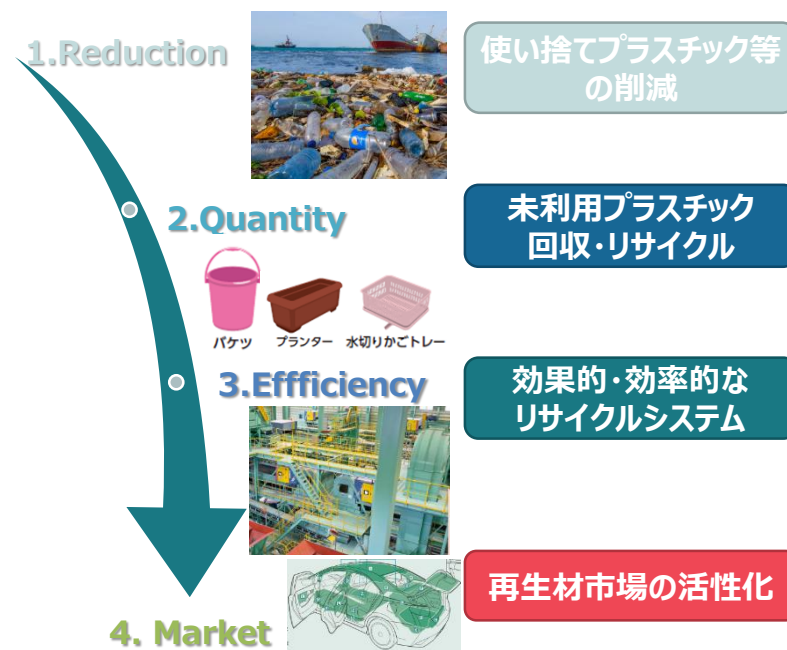 1.Reduction
使い捨てプラスチック等
の削減
2.Quantity
未利用プラスチック
回収・リサイクル
バケツ
プランター
水切りかごトレー
3.Effficiency
効果的・効率的な
リサイクルシステム
4. Market
再生材市場の活性化